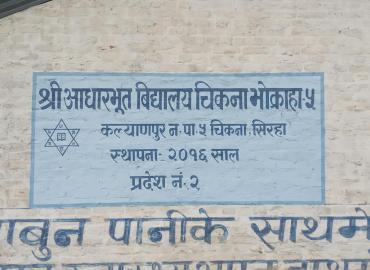 श्री आधारभूत बिद्यालय चिकना भोक्राहा-५
कल्याणपुर न.पा ५ चिकना, सिरहा
स्थापना- २०१६ साल
प्रदेश नं. २
पानीके साथमे